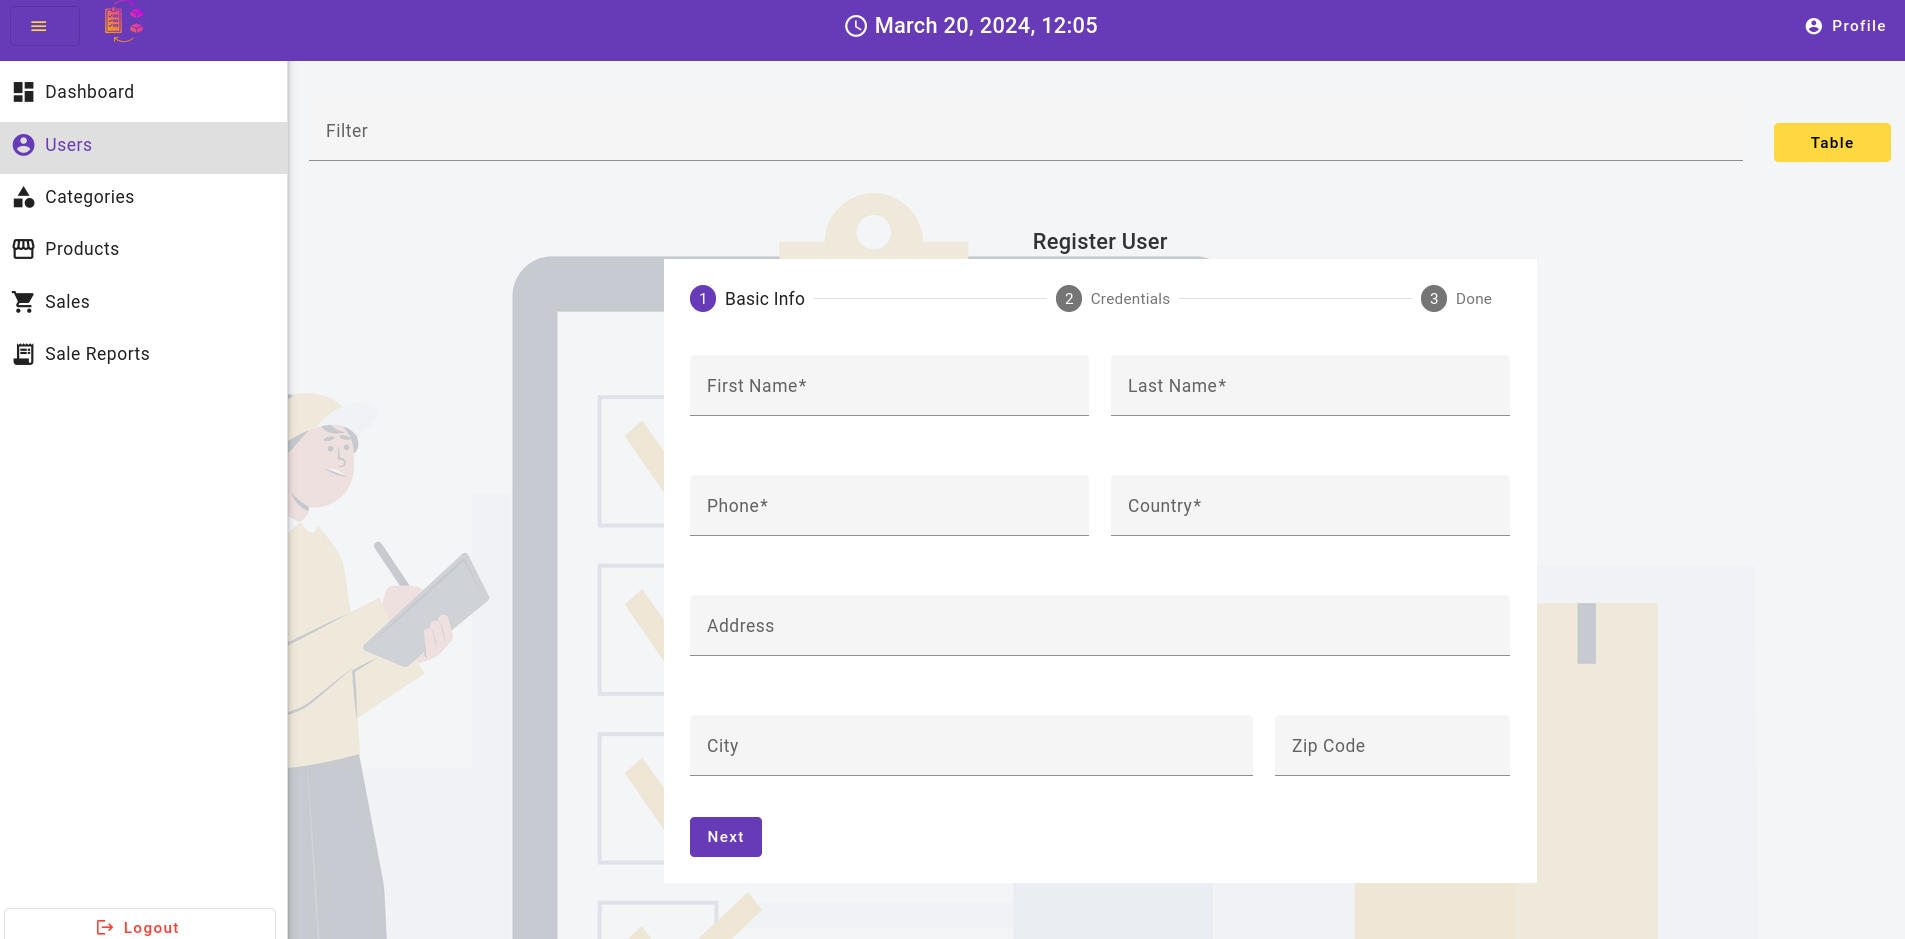 March 20, 2024, 12:05
Profile
Dashboard
Users
Categories
Products
Sales
Sale Reports
Logout
Filter
Table
Register User
1 Basic Info
2 Credentials
3 Done
First Name*
Last Name*
Phone*
Country*
Address
City
Zip Code
Next